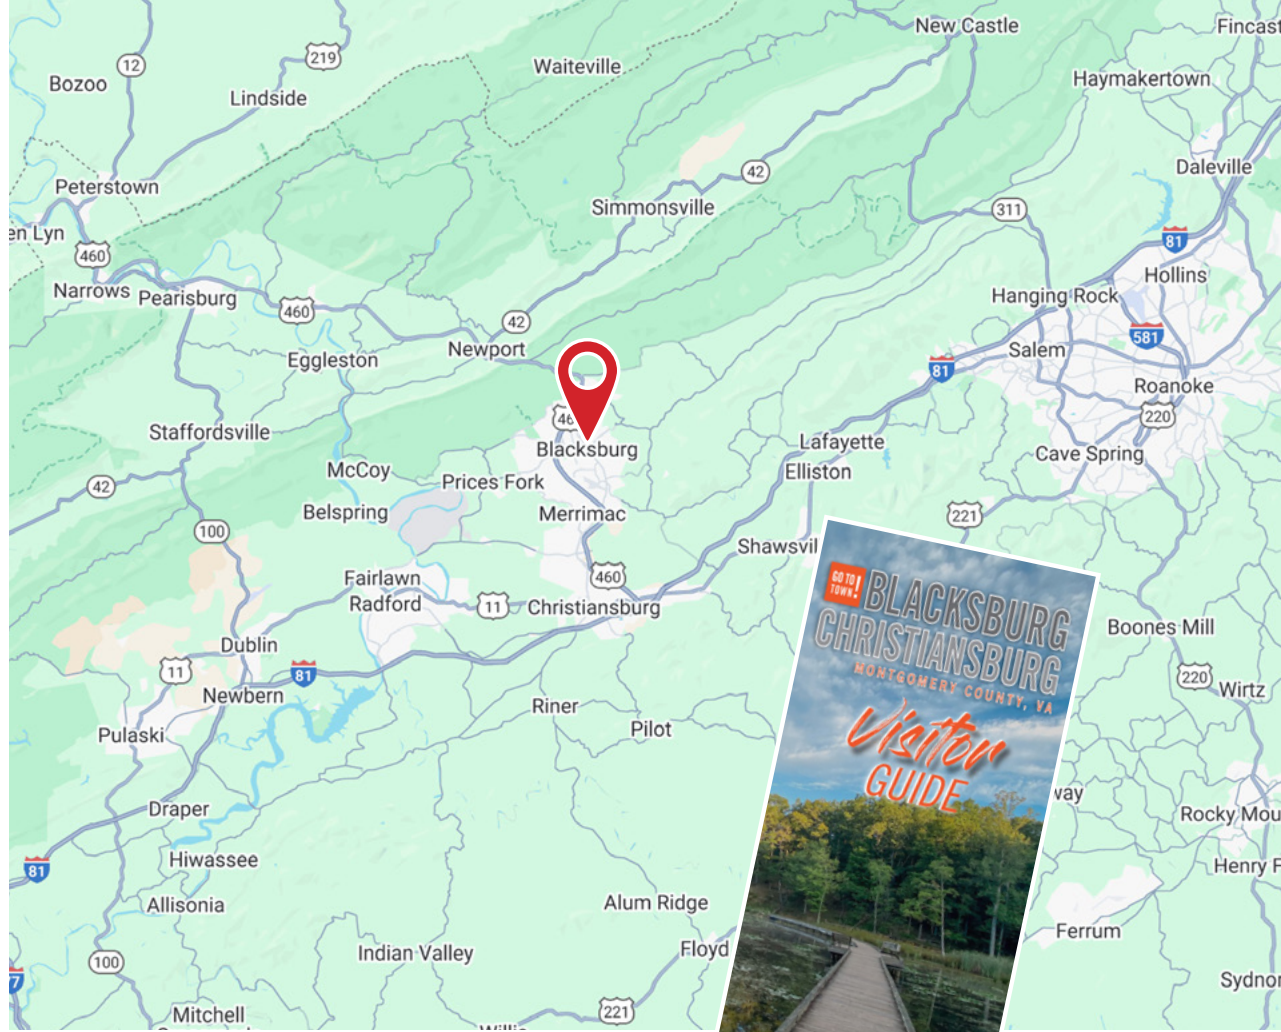 New Castle
Fincast
12
219
Waiteville
Bozoo
Lindside
Haymakertown
42
Daleville
Peterstown
Simmonsville
311
en Lyn
81
460
Hollins
Narrows
Pearisburg
Hanging Rock
460
42
581
Newport
Salem
Eggleston
81
Roanoke
46
220
Staffordsville
Blacksburg
Lafayette
Cave Spring
McCoy
Elliston
Prices Fork
42
Belspring
Merrimac
221
100
Shawsvil
Fairlawn
460
Radford
11
Christiansburg
GO TO
TOWN!
BLACKSBURG
CHRISTIANSBURG
MONTGOMERY COUNTY, VA
Visitor
GUIDE
Boones Mill
Dublin
11
81
220
Wirtz
Newbern
Riner
Pulaski
Pilot
way
Draper
Rocky Mou
81
Hiwassee
Henry F
Allisonia
Alum Ridge
Ferrum
Indian Valley
Floyd
100
7
Sydnor
Mitchell
221